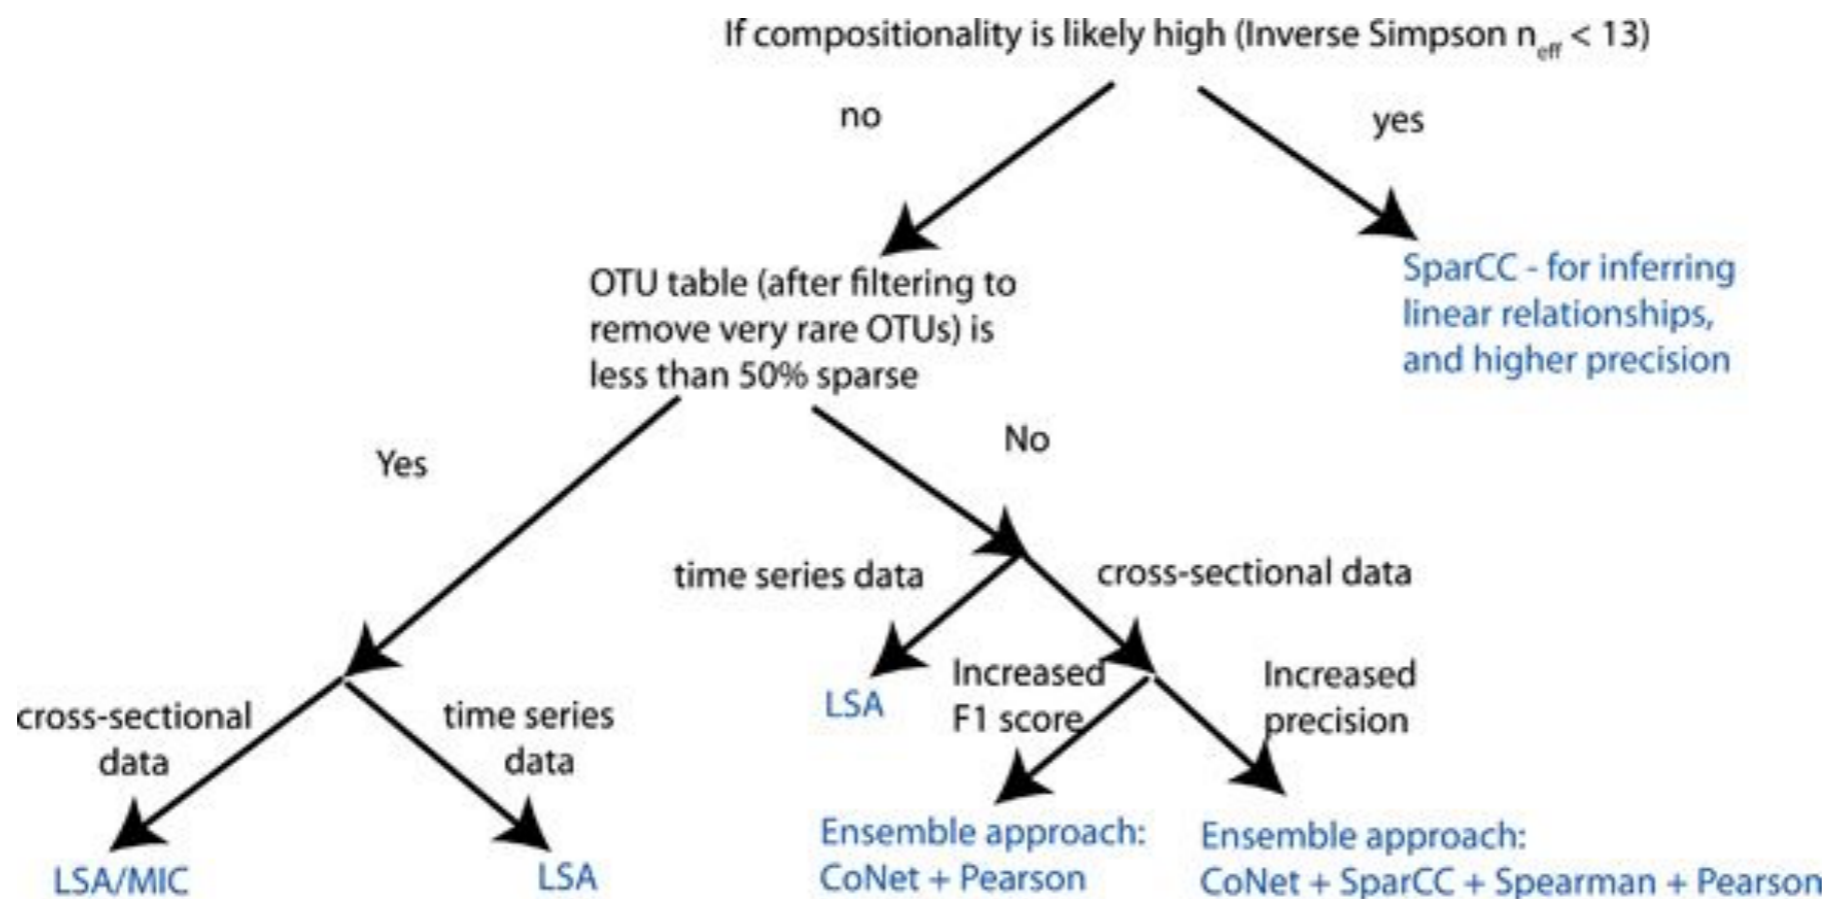 If compositionality is likely high (Inverse Simpson n_eff < 13)
no
yes
OTU table (after filtering to
remove very rare OTUs) is
less than 50% sparse
SparCC - for inferring
linear relationships,
and higher precision
Yes
No
time series data
cross-sectional data
cross-sectional
data
time series
data
LSA
Increased
F1 score
Increased
precision
LSA/MIC
LSA
Ensemble approach:
CoNet + Pearson
Ensemble approach:
CoNet + SparCC + Spearman + Pearson